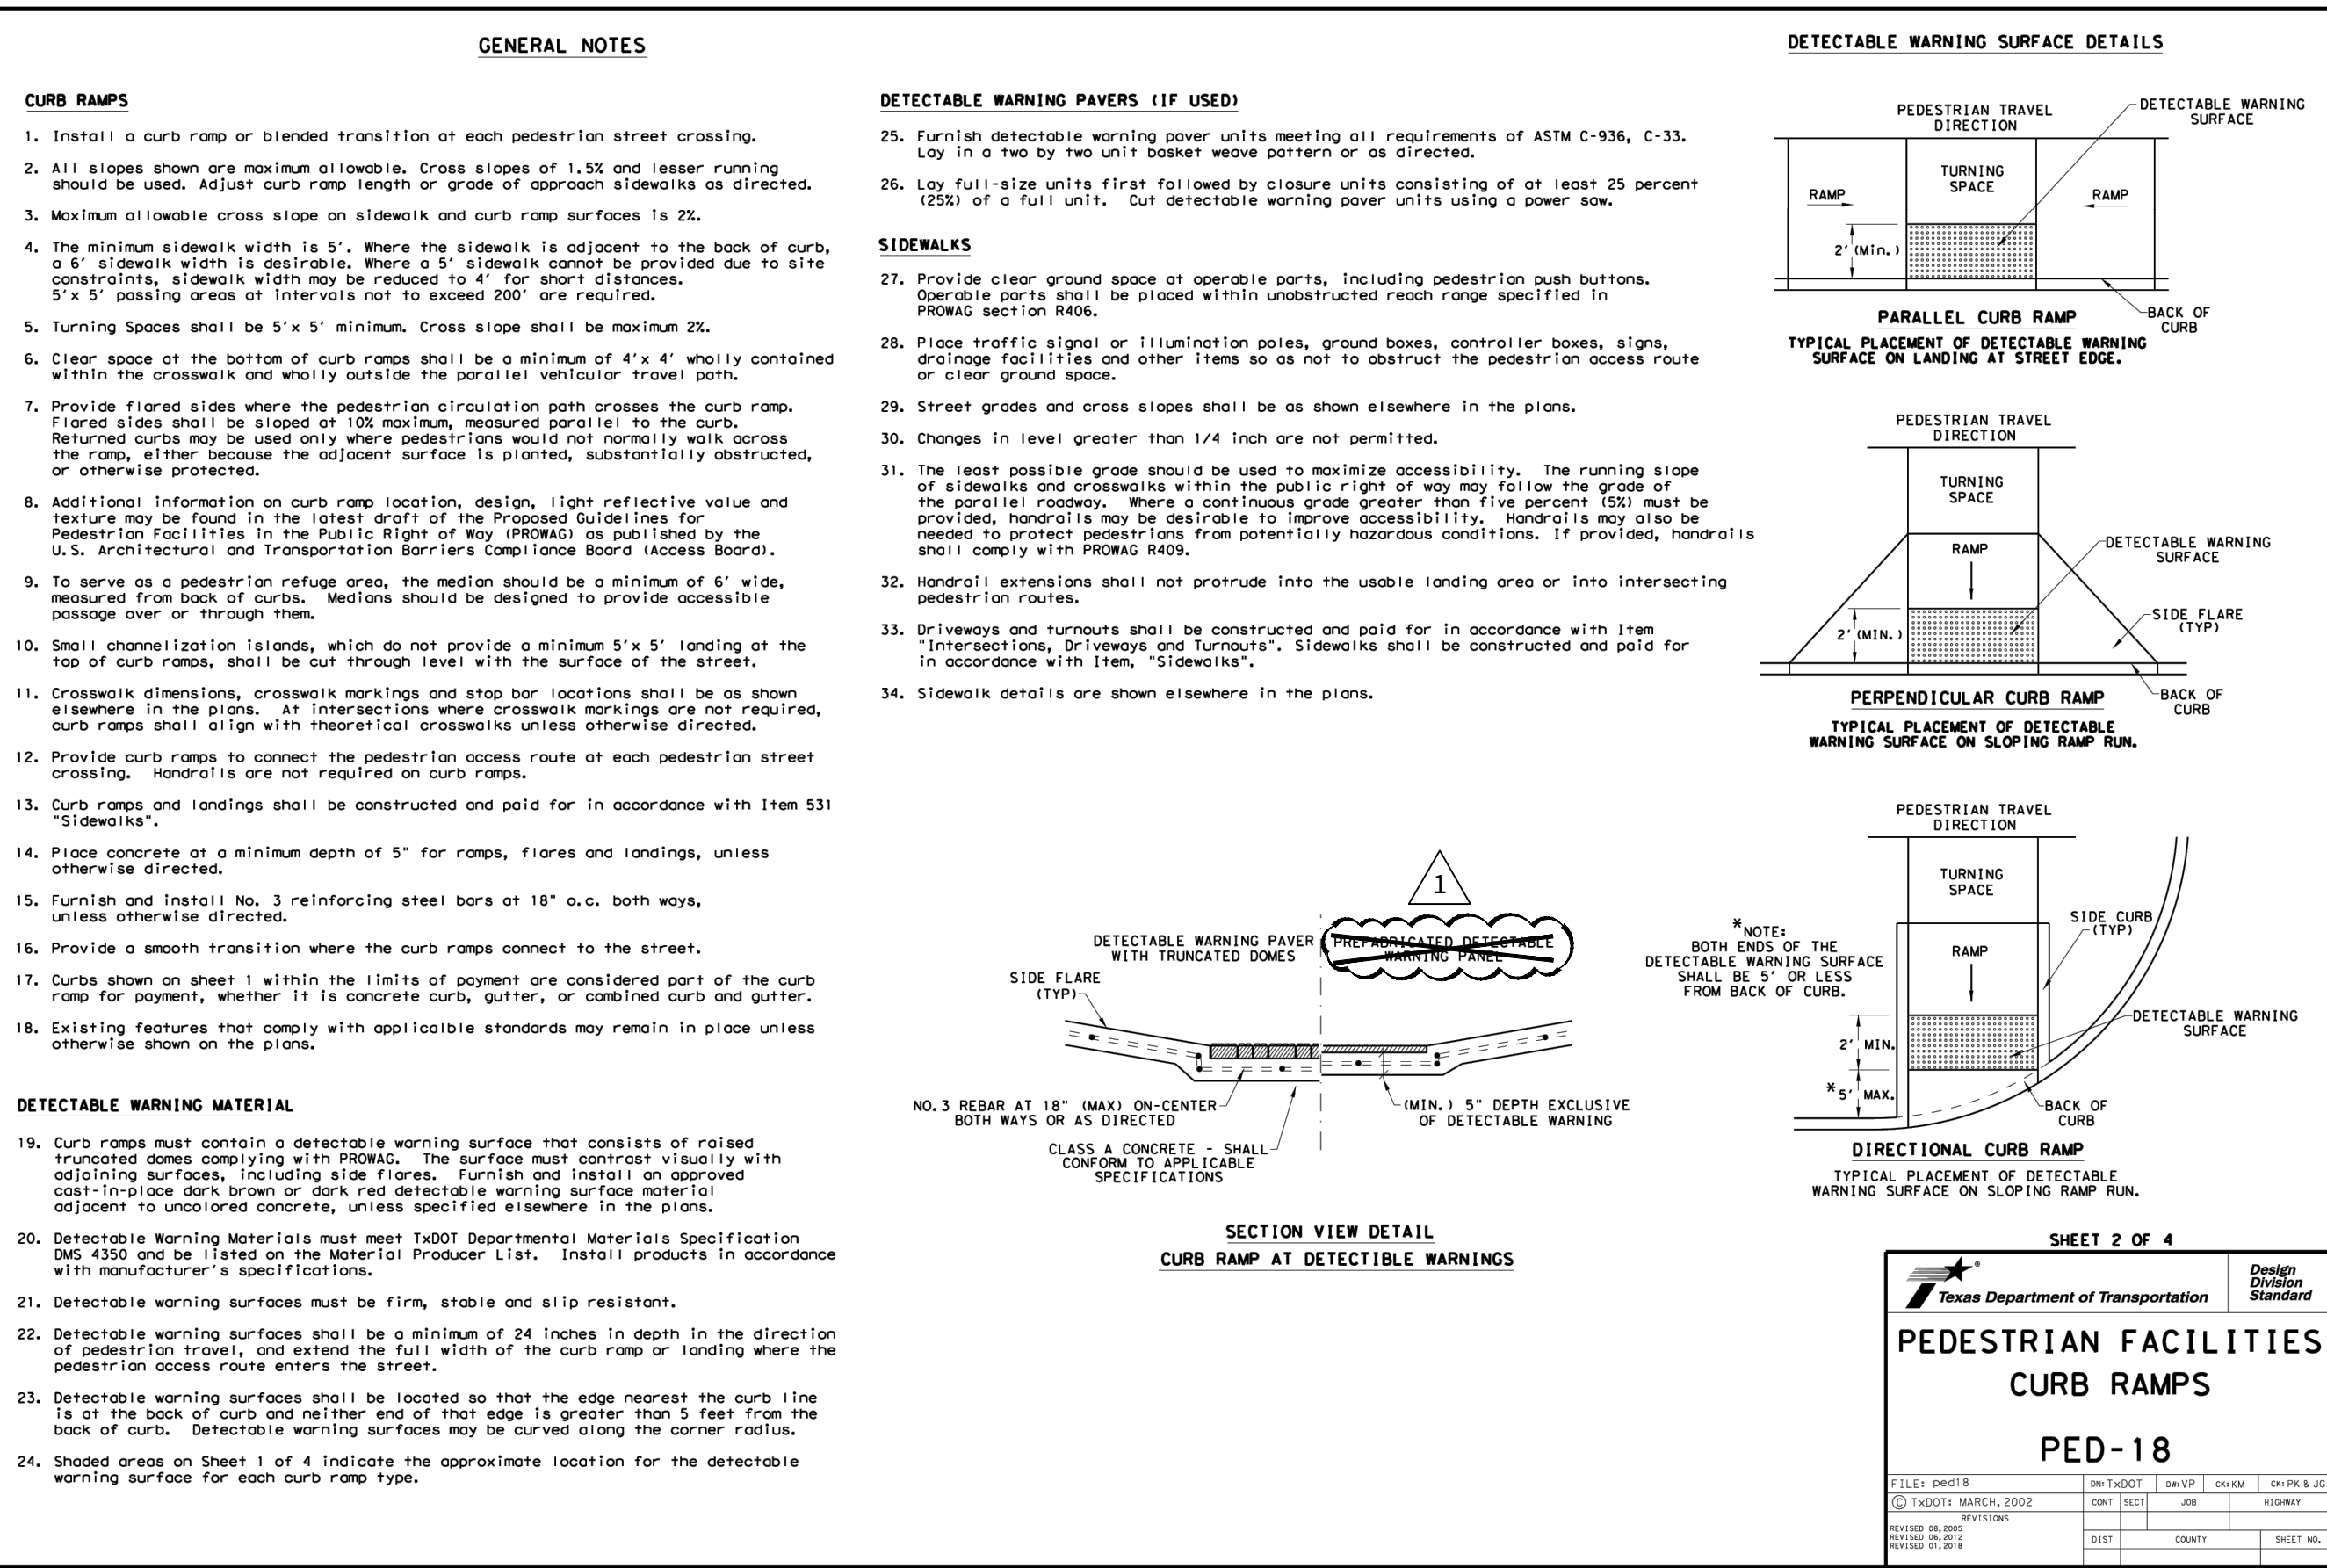 GENERAL NOTES
CURB RAMPS
1. Install a curb ramp or blended transition at each pedestrian street crossing.
2. All slopes shown are maximum allowable. Cross slopes of 1.5% and lesser running
should be used. Adjust curb ramp length or grade of approach sidewalks as directed.
3. Maximum allowable cross slope on sidewalk and curb ramp surfaces is 2%.
4. The minimum sidewalk width is 5'. Where the sidewalk is adjacent to the back of curb,
a 6' sidewalk width is desirable. Where a 5' sidewalk cannot be provided due to site
constraints, sidewalk width may be reduced to 4' for short distances.
5'x 5' passing areas at intervals not to exceed 200' are required.
5. Turning Spaces shall be 5'x 5' minimum. Cross slope shall be maximum 2%.
6. Clear space at the bottom of curb ramps shall be a minimum of 4'x 4' wholly contained
within the crosswalk and wholly outside the parallel vehicular travel path.
7. Provide flared sides where the pedestrian circulation path crosses the curb ramp.
Flared sides shall be sloped at 10% maximum, measured parallel to the curb.
Returned curbs may be used only where pedestrians would not normally walk across
the ramp, either because the adjacent surface is planted, substantially obstructed,
or otherwise protected.
8. Additional information on curb ramp location, design, light reflective value and
texture may be found in the latest draft of the Proposed Guidelines for
Pedestrian Facilities in the Public Right of Way (PROWAG) as published by the
U.S. Architectural and Transportation Barriers Compliance Board (Access Board).
9. To serve as a pedestrian refuge area, the median should be a minimum of 6' wide,
measured from back of curbs. Medians should be designed to provide accessible
passage over or through them.
10. Small channelization islands, which do not provide a minimum 5'x 5' landing at the
top of curb ramps, shall be cut through level with the surface of the street.
11. Crosswalk dimensions, crosswalk markings and stop bar locations shall be as shown
elsewhere in the plans. At intersections where crosswalk markings are not required,
curb ramps shall align with theoretical crosswalks unless otherwise directed.
12. Provide curb ramps to connect the pedestrian access route at each pedestrian street
crossing. Handrails are not required on curb ramps.
13. Curb ramps and landings shall be constructed and paid for in accordance with Item 531
"Sidewalks".
14. Place concrete at a minimum depth of 5" for ramps, flares and landings, unless
otherwise directed.
15. Furnish and install No. 3 reinforcing steel bars at 18" o.c. both ways,
unless otherwise directed.
16. Provide a smooth transition where the curb ramps connect to the street.
17. Curbs shown on sheet 1 within the limits of payment are considered part of the curb
ramp for payment, whether it is concrete curb, gutter, or combined curb and gutter.
18. Existing features that comply with applicalble standards may remain in place unless
otherwise shown on the plans.
DETECTABLE WARNING MATERIAL
19. Curb ramps must contain a detectable warning surface that consists of raised
truncated domes complying with PROWAG. The surface must contrast visually with
adjoining surfaces, including side flares. Furnish and install an approved
cast-in-place dark brown or dark red detectable warning surface material
adjacent to uncolored concrete, unless specified elsewhere in the plans.
20. Detectable Warning Materials must meet TxDOT Departmental Materials Specification
DMS 4350 and be listed on the Material Producer List. Install products in accordance
with manufacturer's specifications.
21. Detectable warning surfaces must be firm, stable and slip resistant.
22. Detectable warning surfaces shall be a minimum of 24 inches in depth in the direction
of pedestrian travel, and extend the full width of the curb ramp or landing where the
pedestrian access route enters the street.
23. Detectable warning surfaces shall be located so that the edge nearest the curb line
is at the back of curb and neither end of that edge is greater than 5 feet from the
back of curb. Detectable warning surfaces may be curved along the corner radius.
24. Shaded areas on Sheet 1 of 4 indicate the approximate location for the detectable
warning surface for each curb ramp type.
DETECTABLE WARNING PAVERS (IF USED)
25. Furnish detectable warning paver units meeting all requirements of ASTM C-936, C-33.
Lay in a two by two unit basket weave pattern or as directed.
26. Lay full-size units first followed by closure units consisting of at least 25 percent
(25%) of a full unit. Cut detectable warning paver units using a power saw.
SIDEWALKS
27. Provide clear ground space at operable parts, including pedestrian push buttons.
Operable parts shall be placed within unobstructed reach range specified in
PROWAG section R406.
28. Place traffic signal or illumination poles, ground boxes, controller boxes, signs,
drainage facilities and other items so as not to obstruct the pedestrian access route
or clear ground space.
29. Street grades and cross slopes shall be as shown elsewhere in the plans.
30. Changes in level greater than 1/4 inch are not permitted.
31. The least possible grade should be used to maximize accessibility. The running slope
of sidewalks and crosswalks within the public right of way may follow the grade of
the parallel roadway. Where a continuous grade greater than five percent (5%) must be
provided, handrails may be desirable to improve accessibility. Handrails may also be
needed to protect pedestrians from potentially hazardous conditions. If provided, handrails
shall comply with PROWAG R409.
32. Handrail extensions shall not protrude into the usable landing area or into intersecting
pedestrian routes.
33. Driveways and turnouts shall be constructed and paid for in accordance with Item
"Intersections, Driveways and Turnouts". Sidewalks shall be constructed and paid for
in accordance with Item, "Sidewalks".
34. Sidewalk details are shown elsewhere in the plans.
1
DETECTABLE WARNING PAVER
WITH TRUNCATED DOMES
PREFABRICATED DETECTABLE
WARNING PANEL
SIDE FLARE
(TYP)
NO.3 REBAR AT 18" (MAX) ON-CENTER
BOTH WAYS OR AS DIRECTED
(MIN.) 5" DEPTH EXCLUSIVE
OF DETECTABLE WARNING
CLASS A CONCRETE - SHALL
CONFORM TO APPLICABLE
SPECIFICATIONS
SECTION VIEW DETAIL
CURB RAMP AT DETECTIBLE WARNINGS
DETECTABLE WARNING SURFACE DETAILS
PEDESTRIAN TRAVEL
DIRECTION
DETECTABLE WARNING
SURFACE
TURNING
SPACE
RAMP
RAMP
2' (Min.)
BACK OF
CURB
PARALLEL CURB RAMP
TYPICAL PLACEMENT OF DETECTABLE WARNING
SURFACE ON LANDING AT STREET EDGE.
PEDESTRIAN TRAVEL
DIRECTION
TURNING
SPACE
RAMP
DETECTABLE WARNING
SURFACE
SIDE FLARE
(TYP)
2' (MIN.)
BACK OF
CURB
PERPENDICULAR CURB RAMP
TYPICAL PLACEMENT OF DETECTABLE
WARNING SURFACE ON SLOPING RAMP RUN.
PEDESTRIAN TRAVEL
DIRECTION
TURNING
SPACE
SIDE CURB
(TYP)
*NOTE:
BOTH ENDS OF THE
DETECTABLE WARNING SURFACE
SHALL BE 5' OR LESS
FROM BACK OF CURB.
RAMP
DETECTABLE WARNING
SURFACE
2' MIN.
*5' MAX.
BACK OF
CURB
DIRECTIONAL CURB RAMP
TYPICAL PLACEMENT OF DETECTABLE
WARNING SURFACE ON SLOPING RAMP RUN.
SHEET 2 OF 4
®
Texas Department of Transportation
Design
Division
Standard
PEDESTRIAN FACILITIES
CURB RAMPS
PED-18
FILE: ped18
DN: TxDOT
DW: VP
CK: KM
CK: PK & JG
© TxDOT: MARCH, 2002
CONT
SECT
JOB
HIGHWAY
REVISIONS
REVISED 08,2005
REVISED 06,2012
REVISED 01,2018
DIST
COUNTY
SHEET NO.